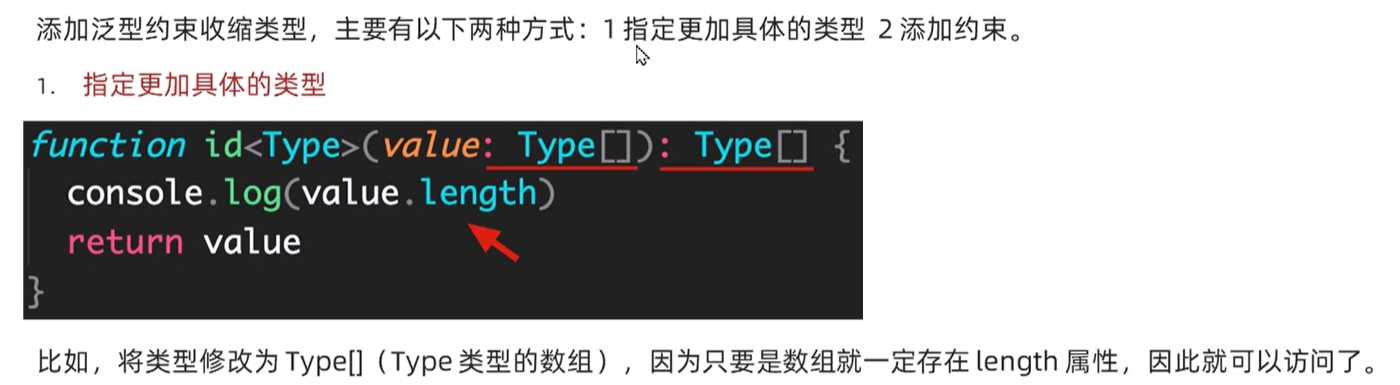 添加泛型约束收缩类型，主要有以下两种方式：1 指定更加具体的类型 2 添加约束。
1. 指定更加具体的类型
function id<Type>(value: Type[]): Type[] {
console.log(value.length)
return value
}
比如，将类型修改为 Type[]（Type 类型的数组），因为只要是数组就一定存在 length 属性，因此就可以访问了。